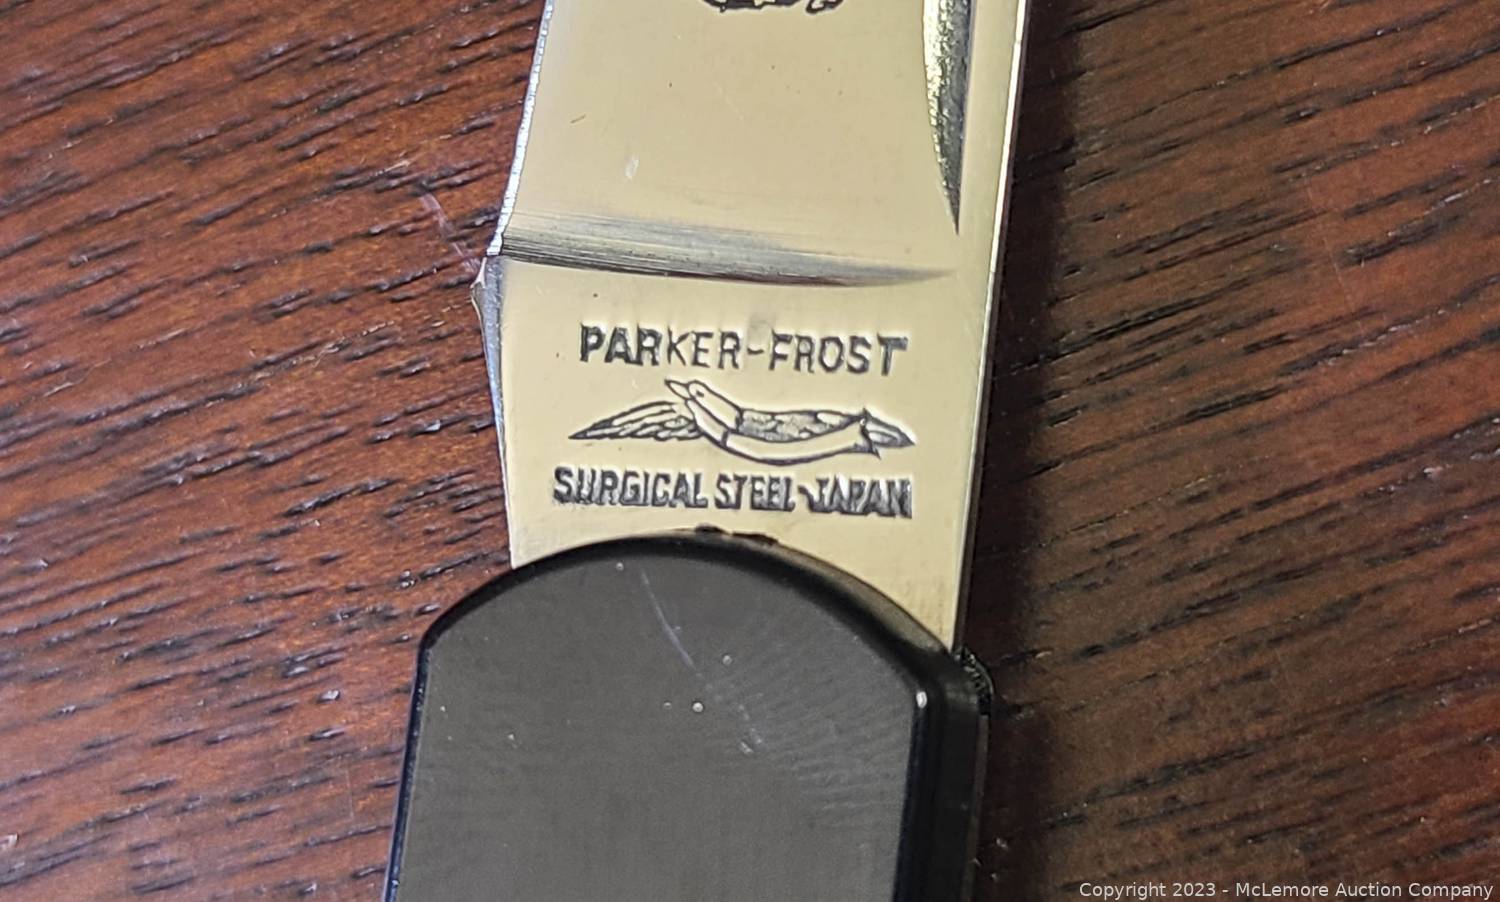 PARKER-FROST
SURGICAL STEEL-JAPAN
Copyright 2023 - McLemore Auction Company